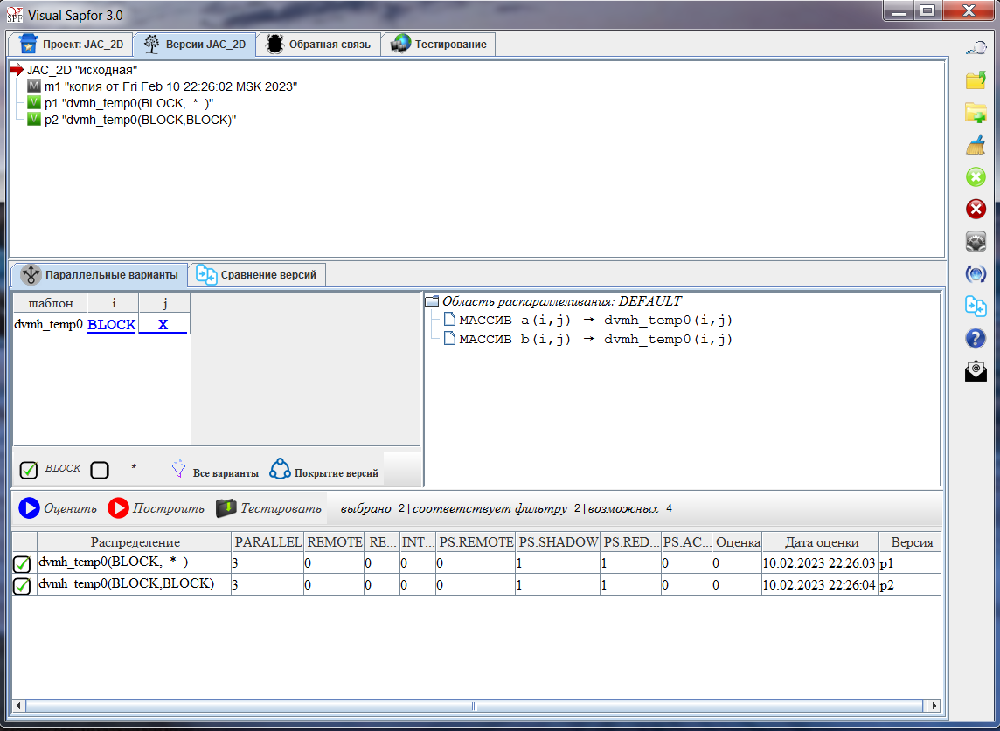 SPF Visual Sapfor 3.0
Проект: JAC_2D Версии JAC_2D Обратная связь Тестирование
JAC_2D "исходная"
M m1 "копия от Fri Feb 10 22:26:02 MSK 2023"
V p1 "dvmh_temp0(BLOCK, * )"
V p2 "dvmh_temp0(BLOCK,BLOCK)"
Параллельные варианты Сравнение версий
шаблон i j
dvmh_temp0 BLOCK X
Область распараллеливания: DEFAULT
МАССИВ a(i,j) → dvmh_temp0(i,j)
МАССИВ b(i,j) → dvmh_temp0(i,j)
BLOCK * Все варианты Покрытие версий
Оценить Построить Тестировать выбрано 2|соответствует фильтру 2|возможных 4
Распределение PARALLEL REMOTE RE... INT... PS.REMOTE PS.SHADOW PS.RED... PS.AC... Оценка Дата оценки Версия
dvmh_temp0(BLOCK, * ) 3 0 0 0 0 1 1 0 0 10.02.2023 22:26:03 p1
dvmh_temp0(BLOCK,BLOCK) 3 0 0 0 0 1 1 0 0 10.02.2023 22:26:04 p2